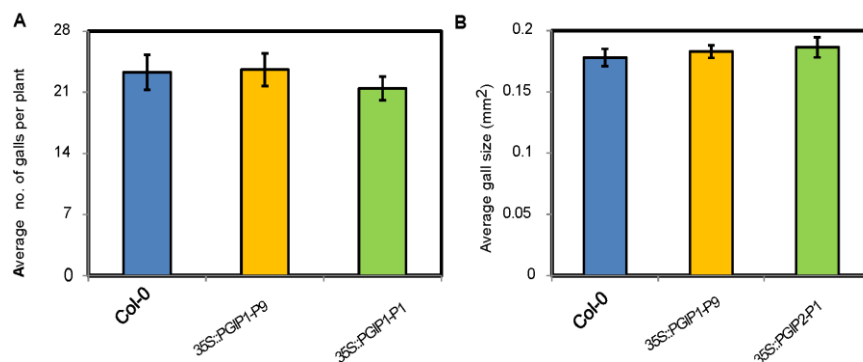 A
Average no. of galls per plant
28
21
14
7
0
Col-0
35S::PGIP1-P9
35S::PGIP1-P1
B
Average gall size (mm2)
0.2
0.15
0.1
0.05
0
Col-0
35S::PGIP1-P9
35S::PGIP2-P1